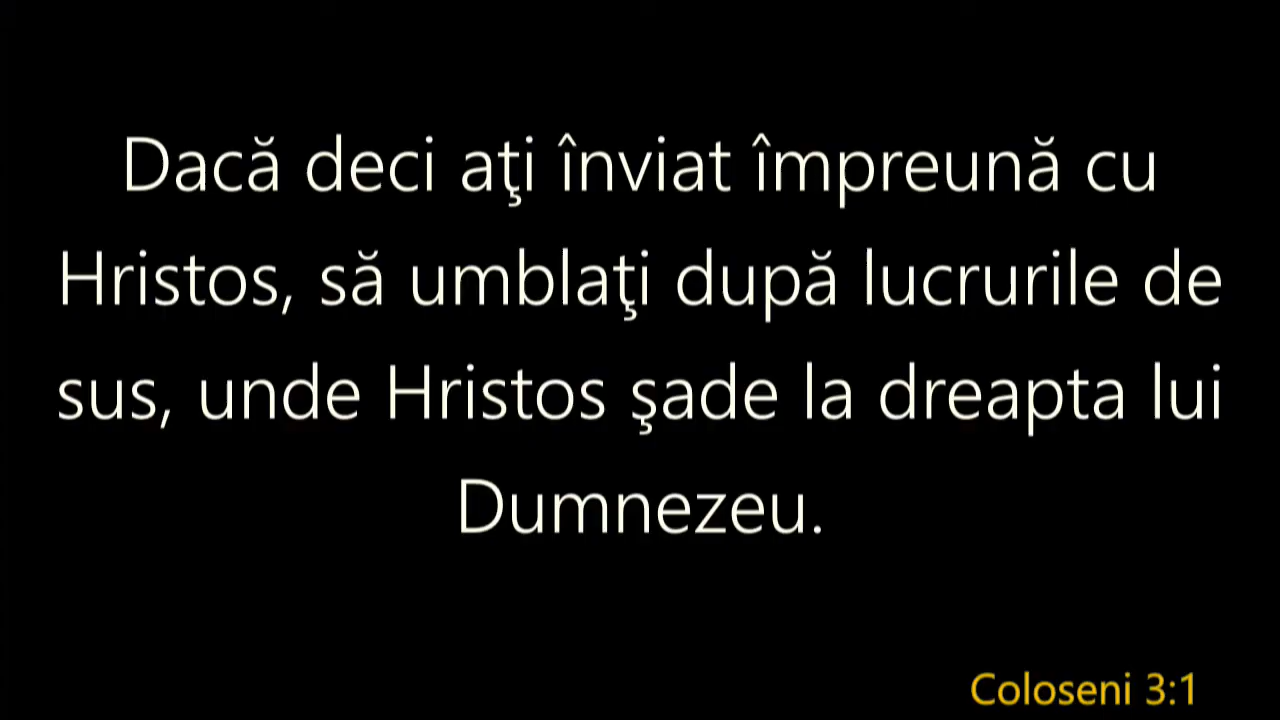 Dacă deci aţi înviat împreună cu
Hristos, să umblaţi după lucrurile de
sus, unde Hristos şade la dreapta lui
Dumnezeu.
Coloseni 3:1